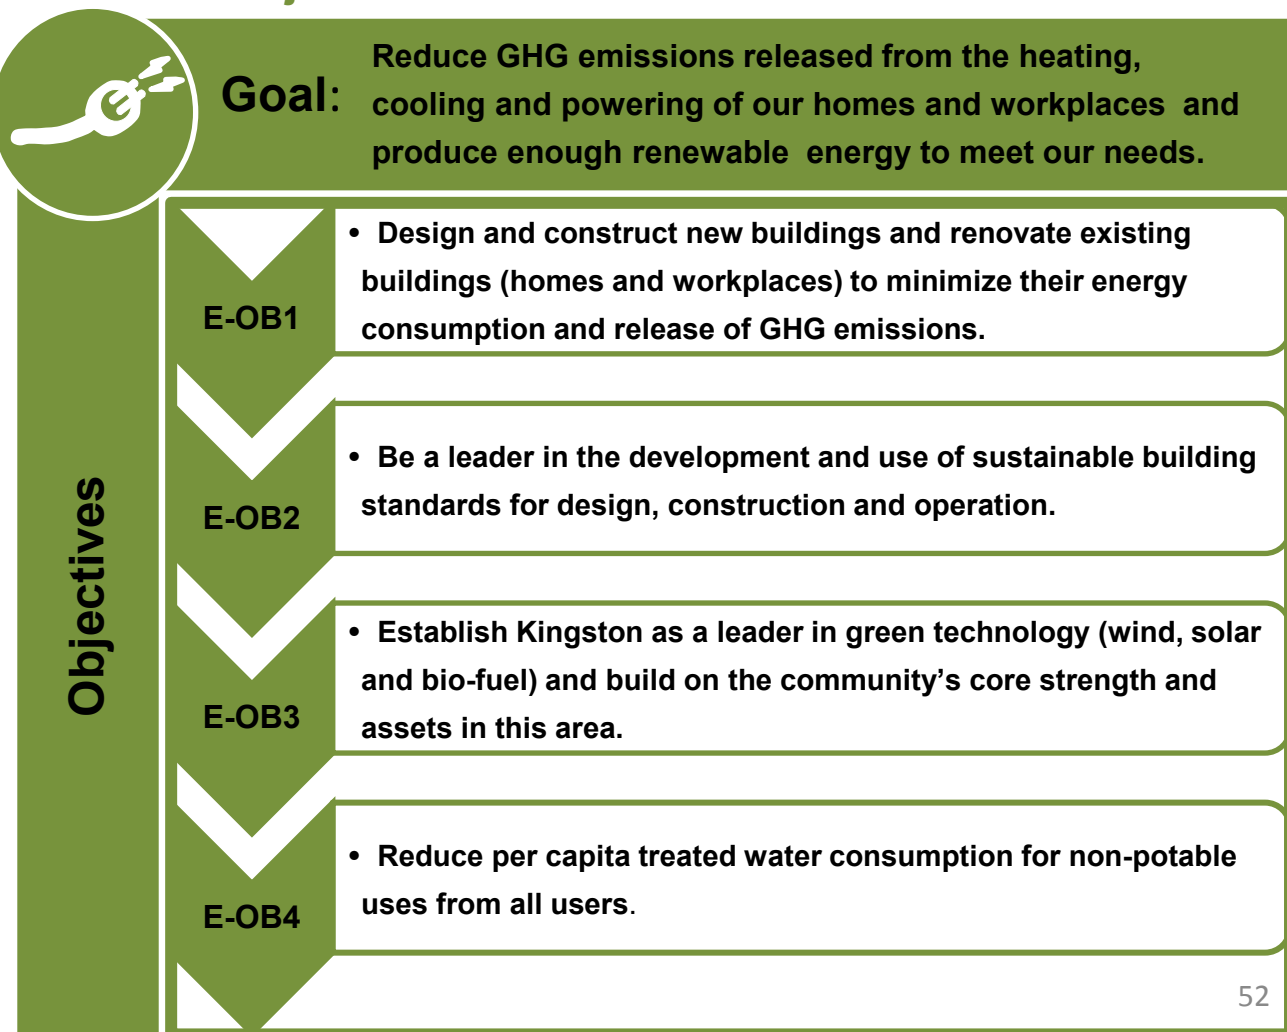 Goal: Reduce GHG emissions released from the heating,
cooling and powering of our homes and workplaces and
produce enough renewable energy to meet our needs.
Objectives
E-OB1
• Design and construct new buildings and renovate existing
buildings (homes and workplaces) to minimize their energy
consumption and release of GHG emissions.
E-OB2
• Be a leader in the development and use of sustainable building
standards for design, construction and operation.
E-OB3
• Establish Kingston as a leader in green technology (wind, solar
and bio-fuel) and build on the community’s core strength and
assets in this area.
E-OB4
• Reduce per capita treated water consumption for non-potable
uses from all users.
52